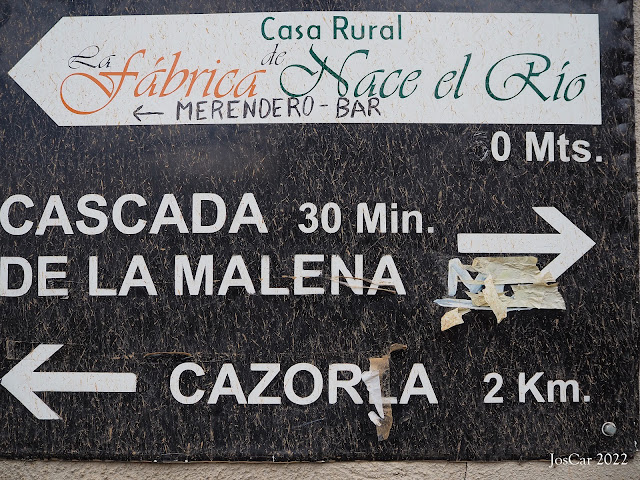 Casa Rural
La Fábrica de Nace el Río
← MERENDERO - BAR
0 Mts.
CASCADA 30 Min.
DE LA MALENA
CAZORLA 2 Km.
JosCar 2022